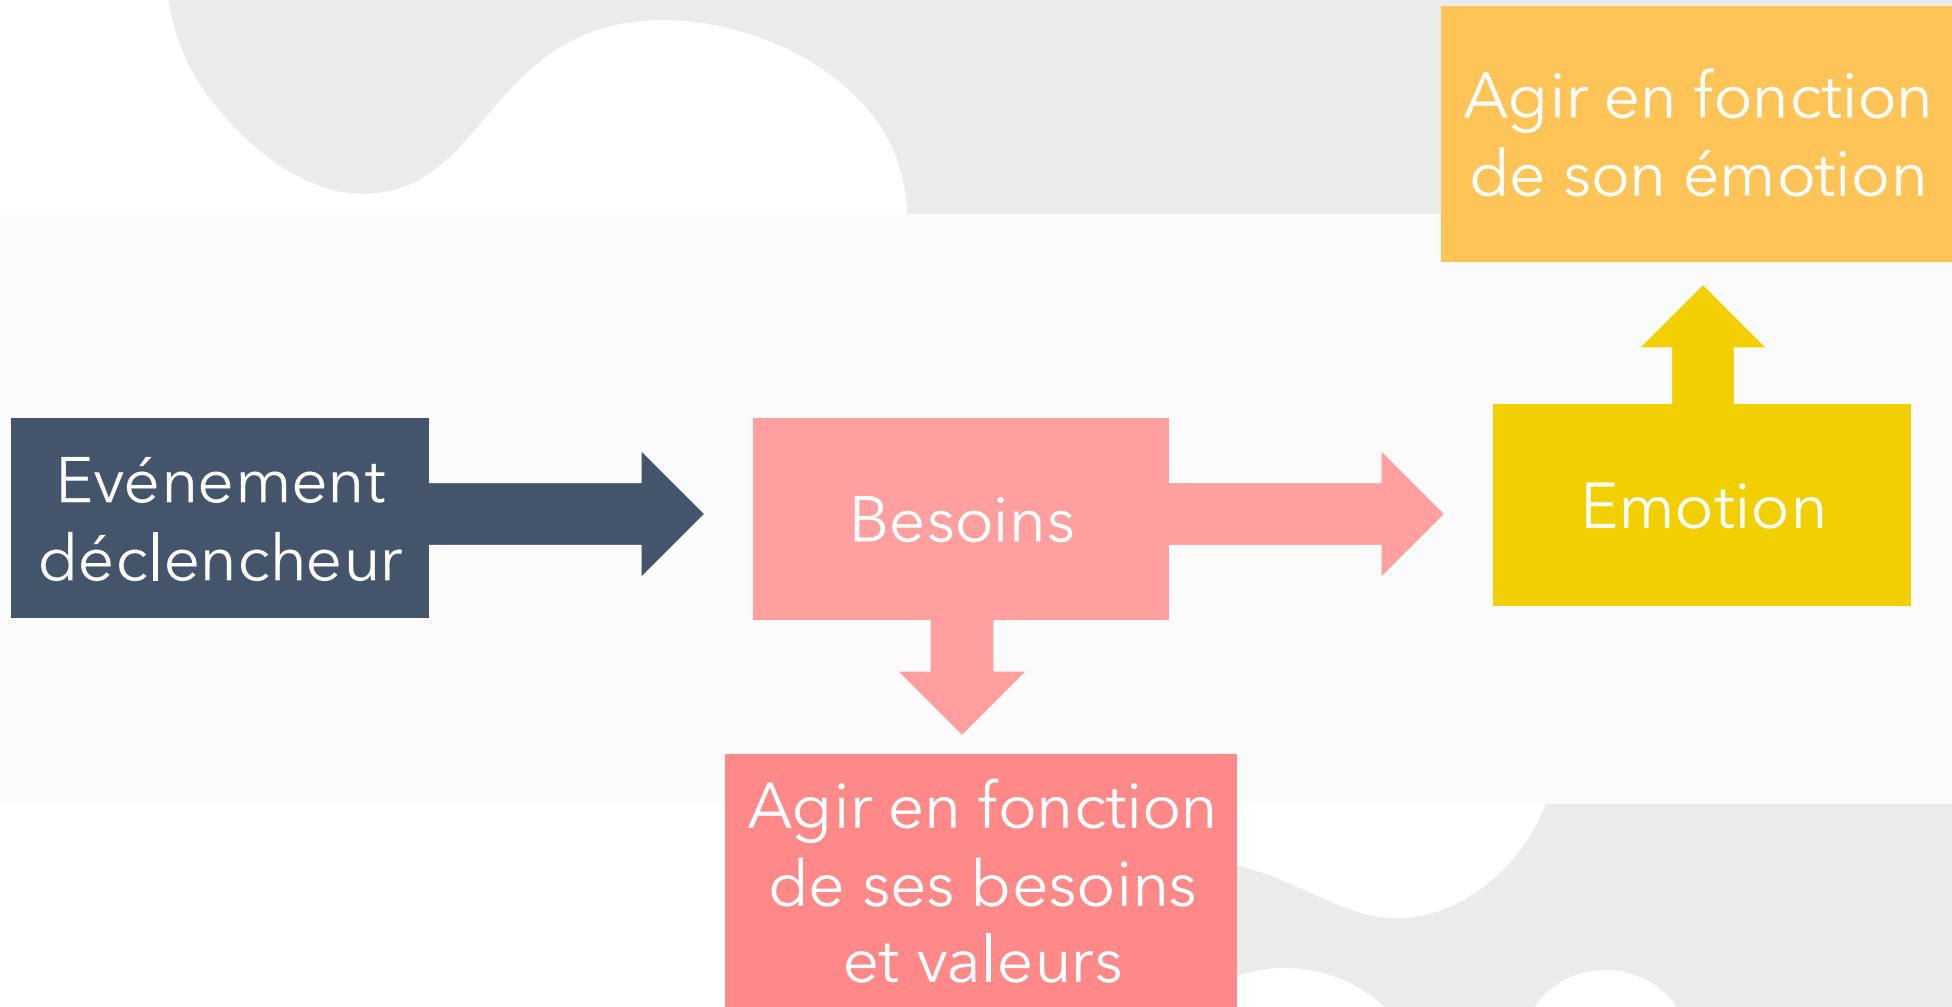 Agir en fonction
de son émotion
Evénement
déclencheur
Besoins
Emotion
Agir en fonction
de ses besoins
et valeurs